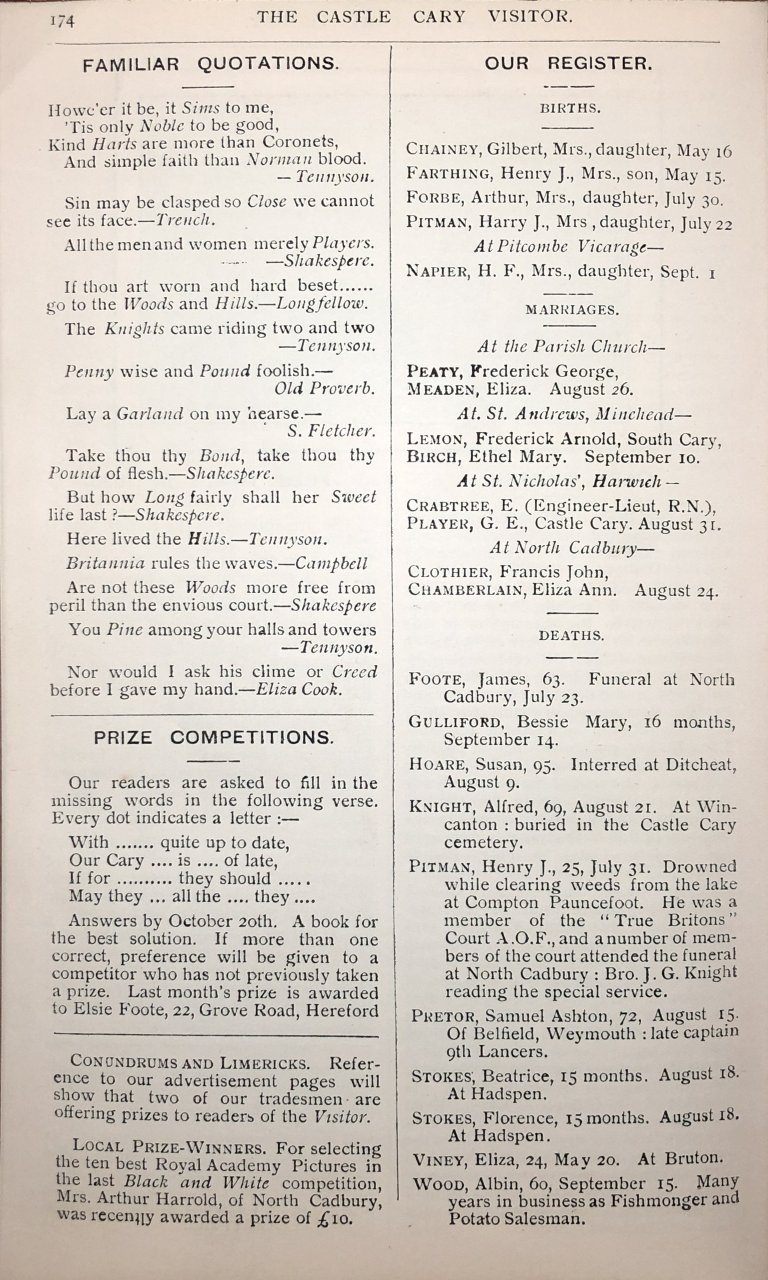 174
THE CASTLE CARY VISITOR.
FAMILIAR QUOTATIONS.
Howe'er it be, it Sims to me,
'Tis only Noble to be good,
Kind Harts are more than Coronets,
And simple faith than Norman blood.
— Tennyson.
Sin may be clasped so Close we cannot
see its face.—Trench.
All the men and women merely Players.
—Shakespere.
If thou art worn and hard beset......
go to the Woods and Hills.—Longfellow.
The Knights came riding two and two
—Tennyson.
Penny wise and Pound foolish.—
Old Proverb.
Lay a Garland on my hearse.—
S. Fletcher.
Take thou thy Bond, take thou thy
Pound of flesh.—Shakespere.
But how Long fairly shall her Sweet
life last ?—Shakespere.
Here lived the Hills.—Tennyson.
Britannia rules the waves.—Campbell
Are not these Woods more free from
peril than the envious court.—Shakespere
You Pine among your halls and towers
—Tennyson.
Nor would I ask his clime or Creed
before I gave my hand.—Eliza Cook.
PRIZE COMPETITIONS.
Our readers are asked to fill in the
missing words in the following verse.
Every dot indicates a letter :—
With ....... quite up to date,
Our Cary .... is .... of late,
If for .......... they should .....
May they ... all the .... they ....
Answers by October 20th. A book for
the best solution. If more than one
correct, preference will be given to a
competitor who has not previously taken
a prize. Last month's prize is awarded
to Elsie Foote, 22, Grove Road, Hereford
CONUNDRUMS AND LIMERICKS. Refer-
ence to our advertisement pages will
show that two of our tradesmen are
offering prizes to readers of the Visitor.
LOCAL PRIZE-WINNERS. For selecting
the ten best Royal Academy Pictures in
the last Black and White competition,
Mrs. Arthur Harrold, of North Cadbury,
was recently awarded a prize of £10.
OUR REGISTER.
BIRTHS.
CHAINEY, Gilbert, Mrs., daughter, May 16
FARTHING, Henry J., Mrs., son, May 15.
FORBE, Arthur, Mrs., daughter, July 30.
PITMAN, Harry J., Mrs , daughter, July 22
At Pitcombe Vicarage—
NAPIER, H. F., Mrs., daughter, Sept. 1
MARRIAGES.
At the Parish Church—
PEATY, Frederick George,
MEADEN, Eliza. August 26.
At. St. Andrews, Minehead—
LEMON, Frederick Arnold, South Cary,
BIRCH, Ethel Mary. September 10.
At St. Nicholas', Harwich —
CRABTREE, E. (Engineer-Lieut, R.N.),
PLAYER, G. E., Castle Cary. August 31.
At North Cadbury—
CLOTHIER, Francis John,
CHAMBERLAIN, Eliza Ann. August 24.
DEATHS.
FOOTE, James, 63. Funeral at North
Cadbury, July 23.
GULLIFORD, Bessie Mary, 16 months,
September 14.
HOARE, Susan, 95. Interred at Ditcheat,
August 9.
KNIGHT, Alfred, 69, August 21. At Win-
canton : buried in the Castle Cary
cemetery.
PITMAN, Henry J., 25, July 31. Drowned
while clearing weeds from the lake
at Compton Pauncefoot. He was a
member of the "True Britons"
Court A.O.F., and a number of mem-
bers of the court attended the funeral
at North Cadbury : Bro. J. G. Knight
reading the special service.
PRETOR, Samuel Ashton, 72, August 15.
Of Belfield, Weymouth : late captain
9th Lancers.
STOKES, Beatrice, 15 months. August 18.
At Hadspen.
STOKES, Florence, 15 months. August 18.
At Hadspen.
VINEY, Eliza, 24, May 20. At Bruton.
WOOD, Albin, 60, September 15. Many
years in business as Fishmonger and
Potato Salesman.